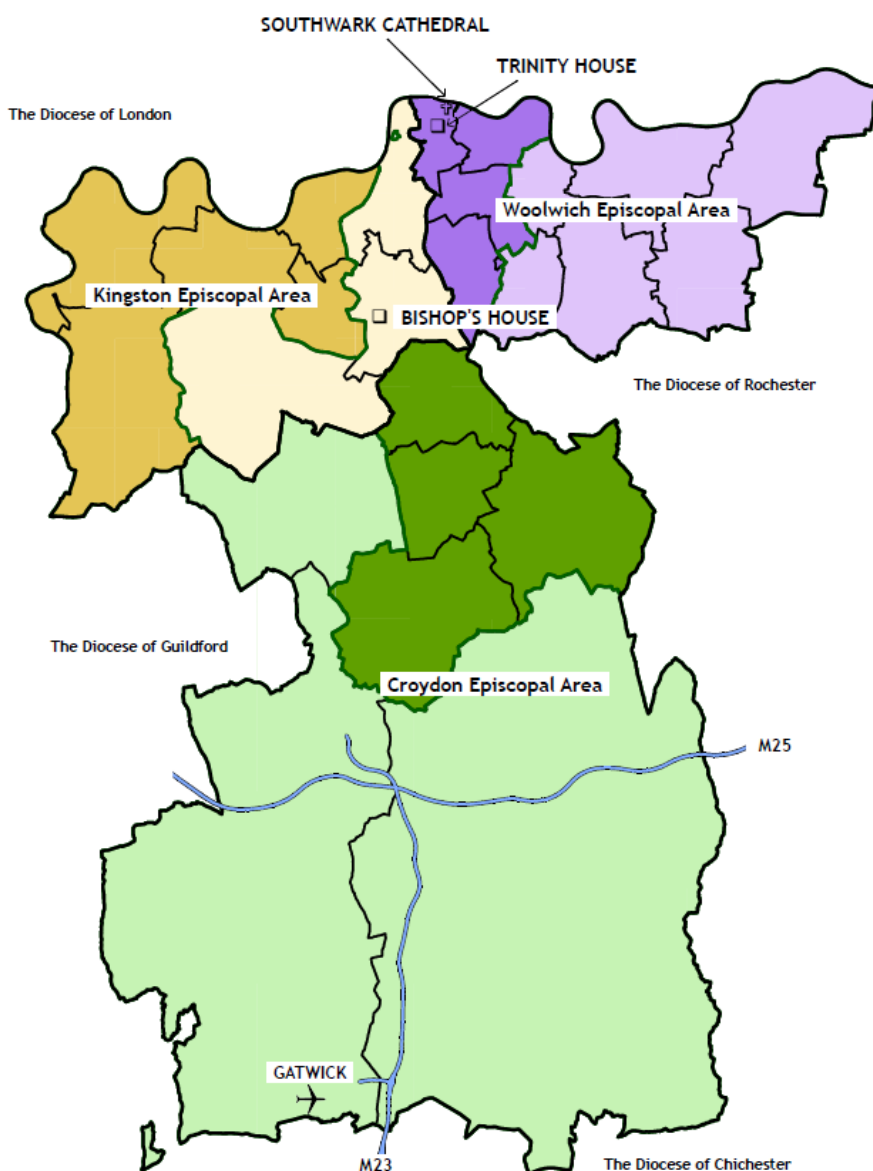 SOUTHWARK CATHEDRAL
TRINITY HOUSE
The Diocese of London
Woolwich Episcopal Area
Kingston Episcopal Area
BISHOP'S HOUSE
The Diocese of Rochester
The Diocese of Guildford
Croydon Episcopal Area
M25
GATWICK
M23
The Diocese of Chichester